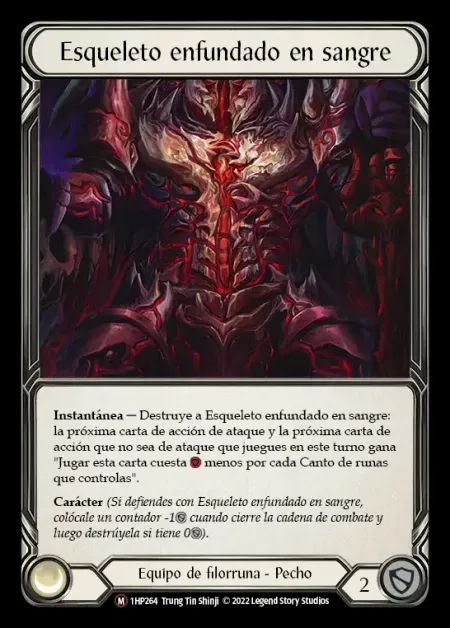 Esqueleto enfundado en sangre
Instantánea — Destruye a Esqueleto enfundado en sangre:
la próxima carta de acción de ataque y la próxima carta de
acción que no sea de ataque que juegues en este turno gana
"Jugar esta carta cuesta menos por cada Canto de runas
que controlas".
Carácter (Si defiendes con Esqueleto enfundado en sangre,
colócale un contador -1 cuando cierre la cadena de combate y
luego destrúyela si tiene 0).
Equipo de filorruna - Pecho
2
M 1HP264 Trung Tin Shinji © 2022 Legend Story Studios